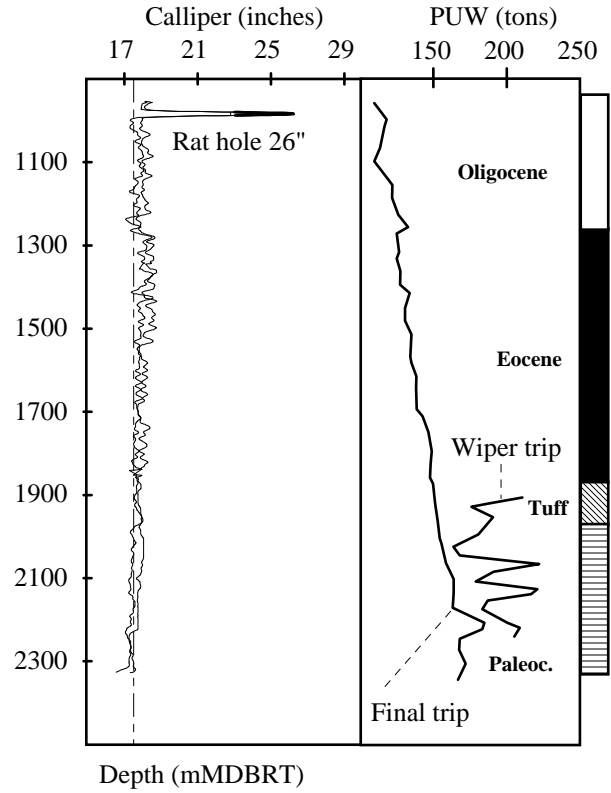 Calliper (inches) PUW (tons)
17 21 25 29 150 200 250
Rat hole 26"
1100
Oligocene
1300
1500
Eocene
1700
Wiper trip
1900
Tuff
2100
2300
Paleoc.
Final trip
Depth (mMDBRT)